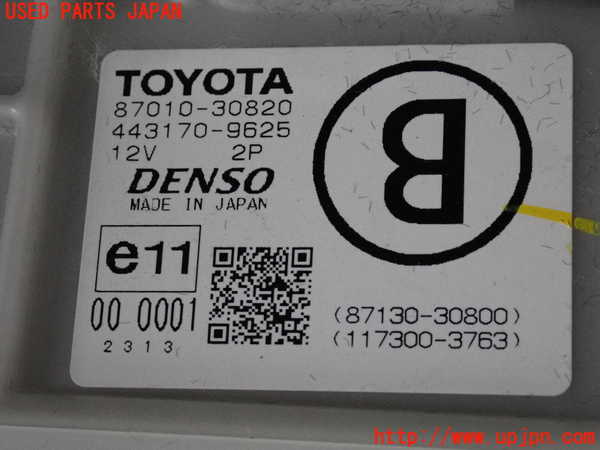 USED PARTS JAPAN
TOYOTA
87010-30820
443170-9625
12V 2P
DENSO
MADE IN JAPAN
B
e11
00 0001
2313
(87130-30800)
(117300-3763)
http://www.upjpn.com